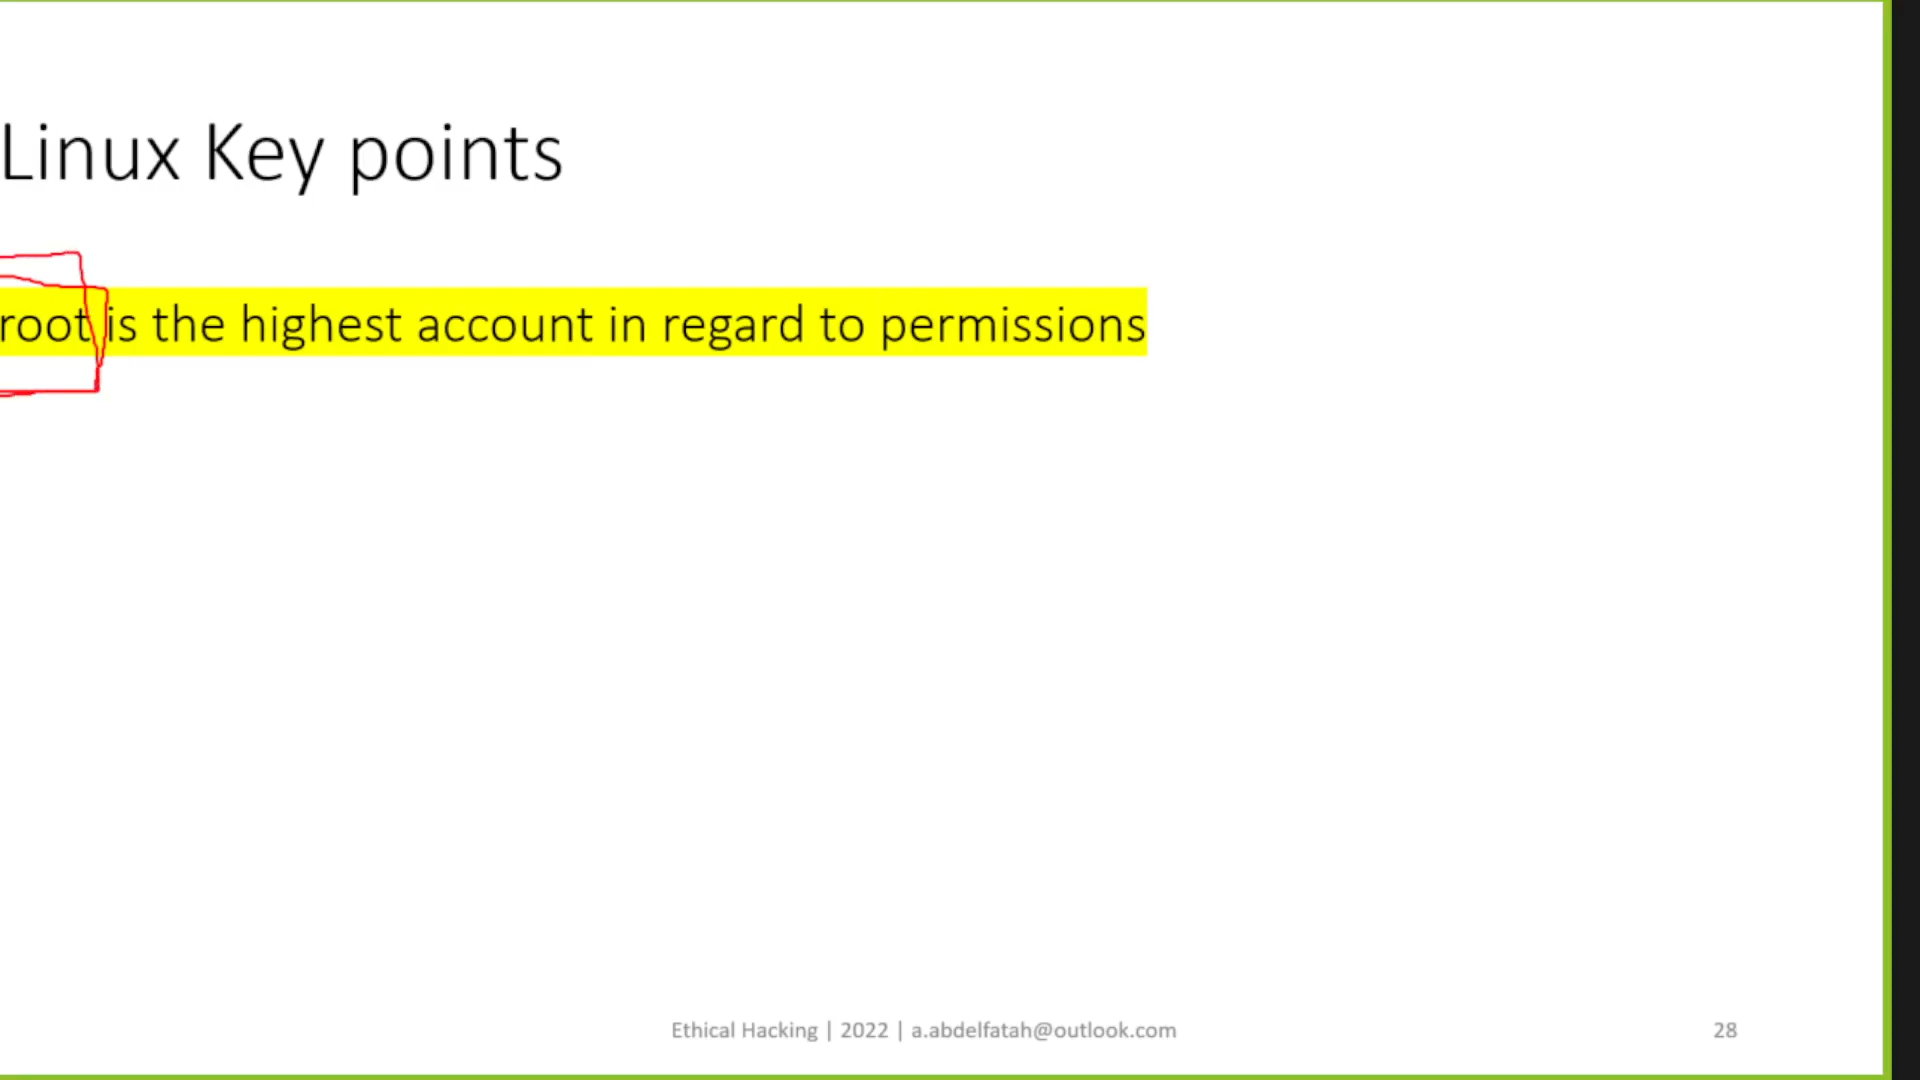 Linux Key points
root is the highest account in regard to permissions
Ethical Hacking | 2022 | a.abdelfatah@outlook.com
28